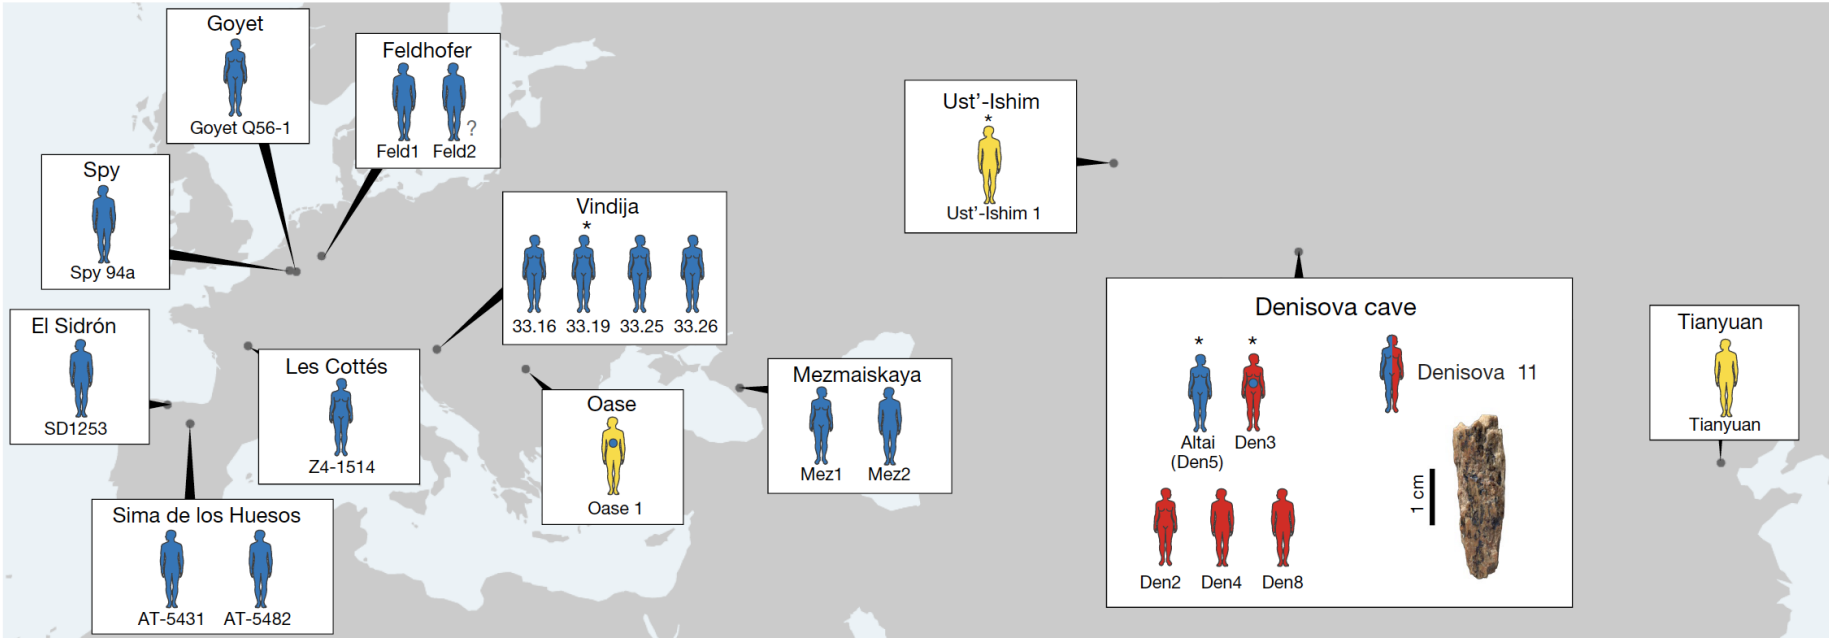 Goyet
Goyet Q56-1
Feldhofer
?
Feld1 Feld2
Spy
Spy 94a
Vindija
*
33.16 33.19 33.25 33.26
Ust'-Ishim
*
Ust'-Ishim 1
El Sidrón
SD1253
Les Cottés
Z4-1514
Oase
Oase 1
Mezmaiskaya
Mez1 Mez2
Sima de los Huesos
AT-5431 AT-5482
Denisova cave
* *
Denisova 11
Altai Den3
(Den5)
1 cm
Den2 Den4 Den8
Tianyuan
Tianyuan